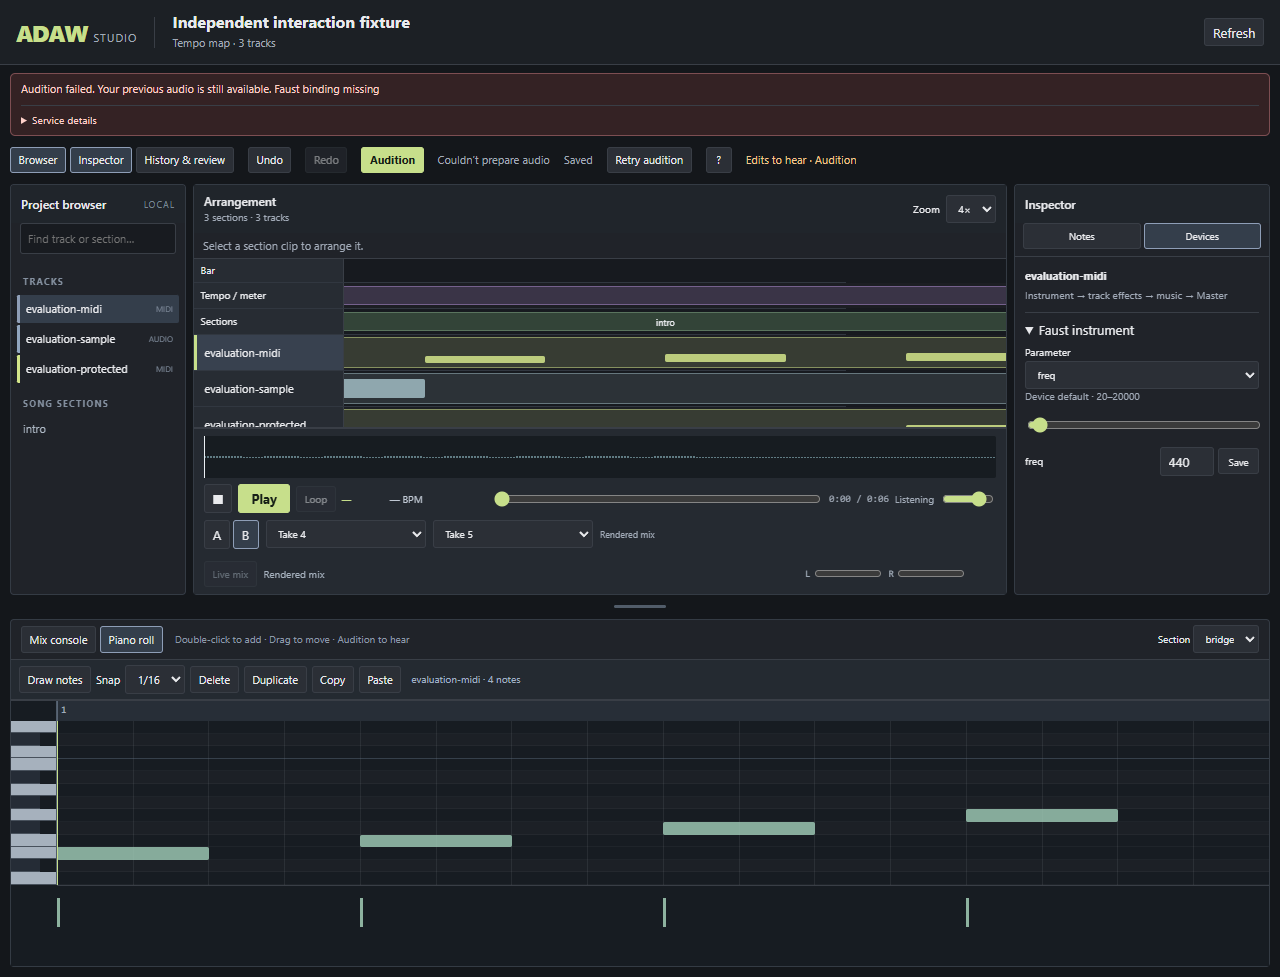 ADAW STUDIO
Independent interaction fixture
Tempo map · 3 tracks
Refresh
Audition failed. Your previous audio is still available. Faust binding missing
Service details
Browser
Inspector
History & review
Undo
Redo
Audition
Couldn't prepare audio
Saved
Retry audition
?
Edits to hear · Audition
Project browser
LOCAL
Find track or section...
TRACKS
evaluation-midi MIDI
evaluation-sample AUDIO
evaluation-protected MIDI
SONG SECTIONS
intro
Arrangement
3 sections · 3 tracks
Zoom 4×
Select a section clip to arrange it.
Bar
Tempo / meter
Sections
intro
evaluation-midi
evaluation-sample
evaluation-protected
Play
Loop
—
— BPM
0:00 / 0:06
Listening
A
B
Take 4
Take 5
Rendered mix
Live mix
Rendered mix
L
R
Inspector
Notes
Devices
evaluation-midi
Instrument → track effects → music → Master
Faust instrument
Parameter
freq
Device default · 20–20000
freq
440
Save
Mix console
Piano roll
Double-click to add · Drag to move · Audition to hear
Section bridge
Draw notes
Snap 1/16
Delete
Duplicate
Copy
Paste
evaluation-midi · 4 notes
1